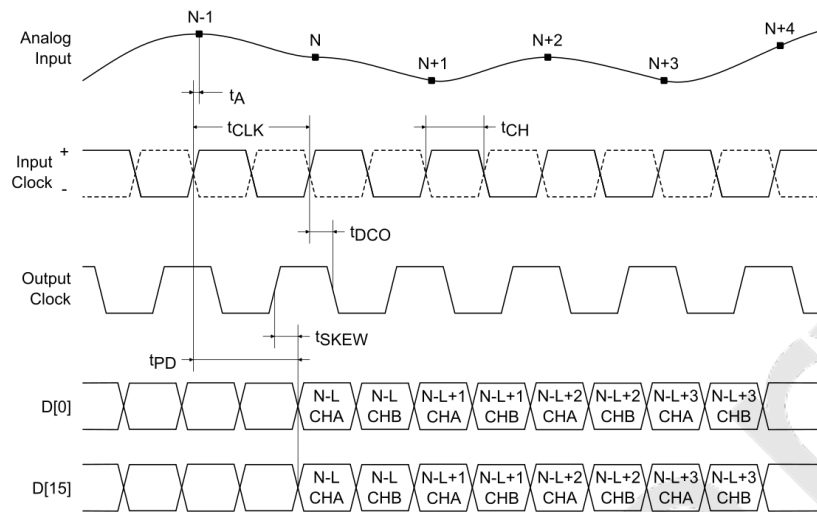 Analog
Input
N-1
N
N+1
N+2
N+3
N+4
tA
tCLK
tCH
Input
Clock
+
-
tDCO
Output
Clock
tSKEW
tPD
D[0]
N-L N-L N-L+1 N-L+1 N-L+2 N-L+2 N-L+3 N-L+3
CHA CHB CHA CHB CHA CHB CHA CHB
D[15]
N-L N-L N-L+1 N-L+1 N-L+2 N-L+2 N-L+3 N-L+3
CHA CHB CHA CHB CHA CHB CHA CHB